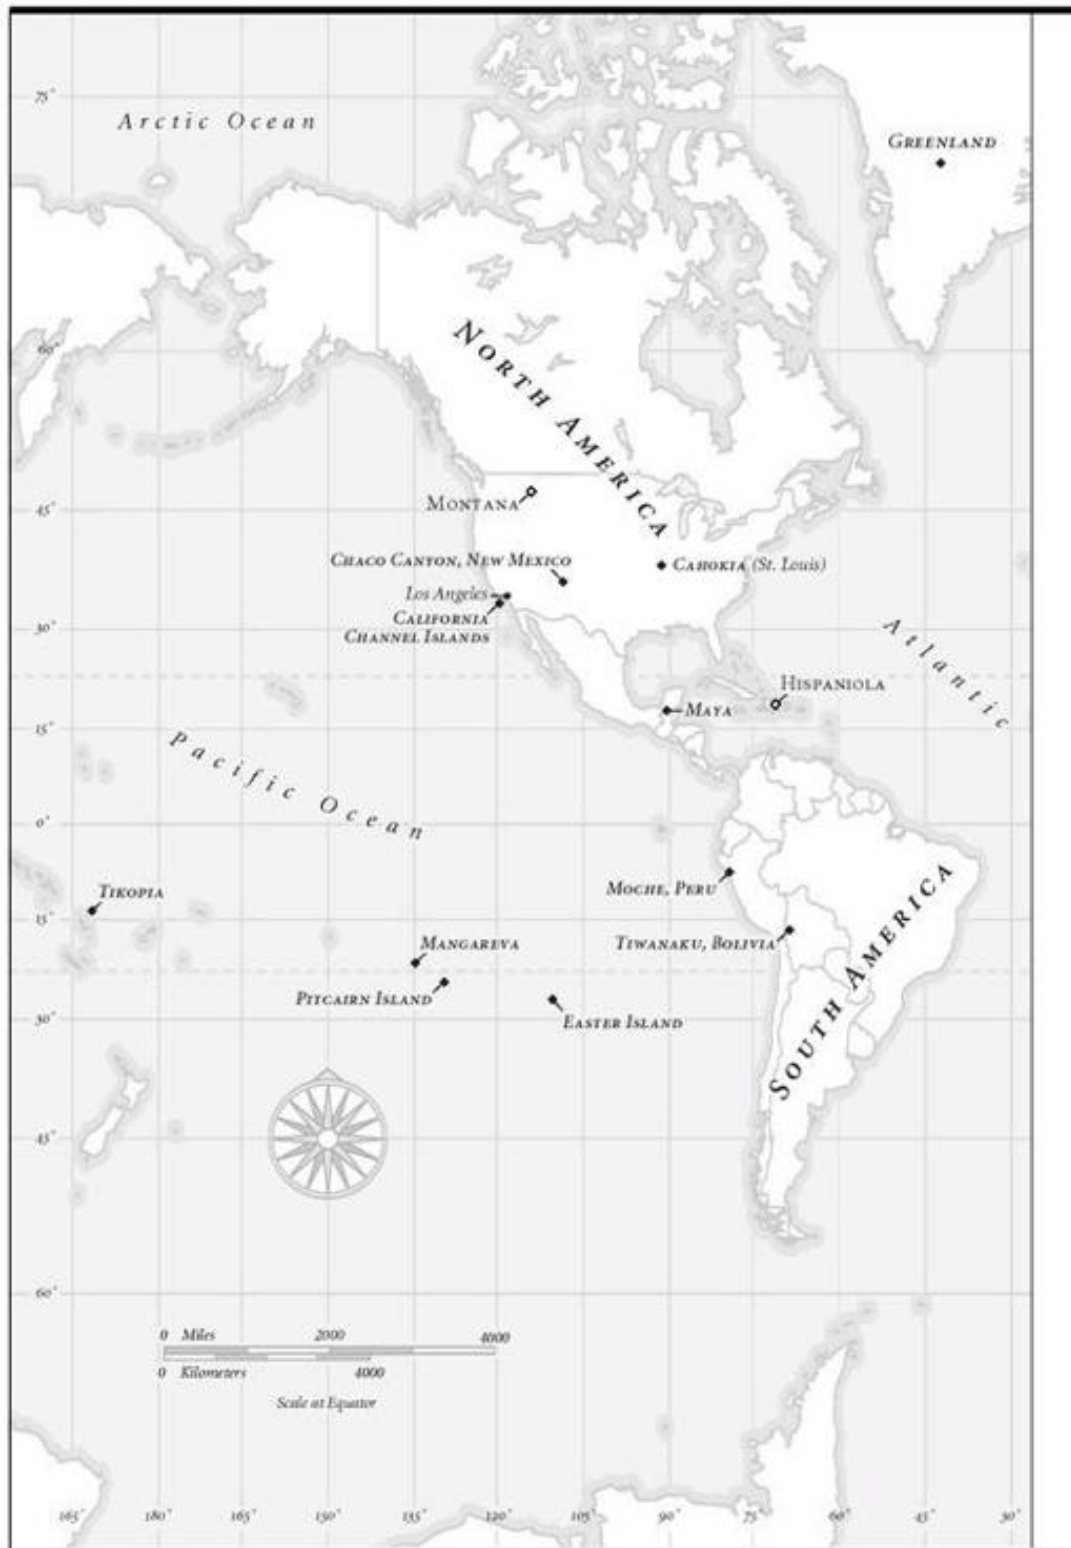 75°
Arctic Ocean
GREENLAND
60°
NORTH AMERICA
MONTANA
45°
CHACO CANYON, NEW MEXICO
CAHOKIA (St. Louis)
Los Angeles
CALIFORNIA
CHANNEL ISLANDS
30°
Atlantic
HISPANIOLA
MAYA
15°
Pacific Ocean
0°
TIKOPIA
MOCHE, PERU
SOUTH AMERICA
15°
MANGAREVA
TIWANAKU, BOLIVIA
PITCAIRN ISLAND
EASTER ISLAND
30°
45°
60°
0 Miles 2000 4000
0 Kilometers 4000
Scale at Equator
165° 180° 165° 150° 135° 120° 105° 90° 75° 60° 45° 30°